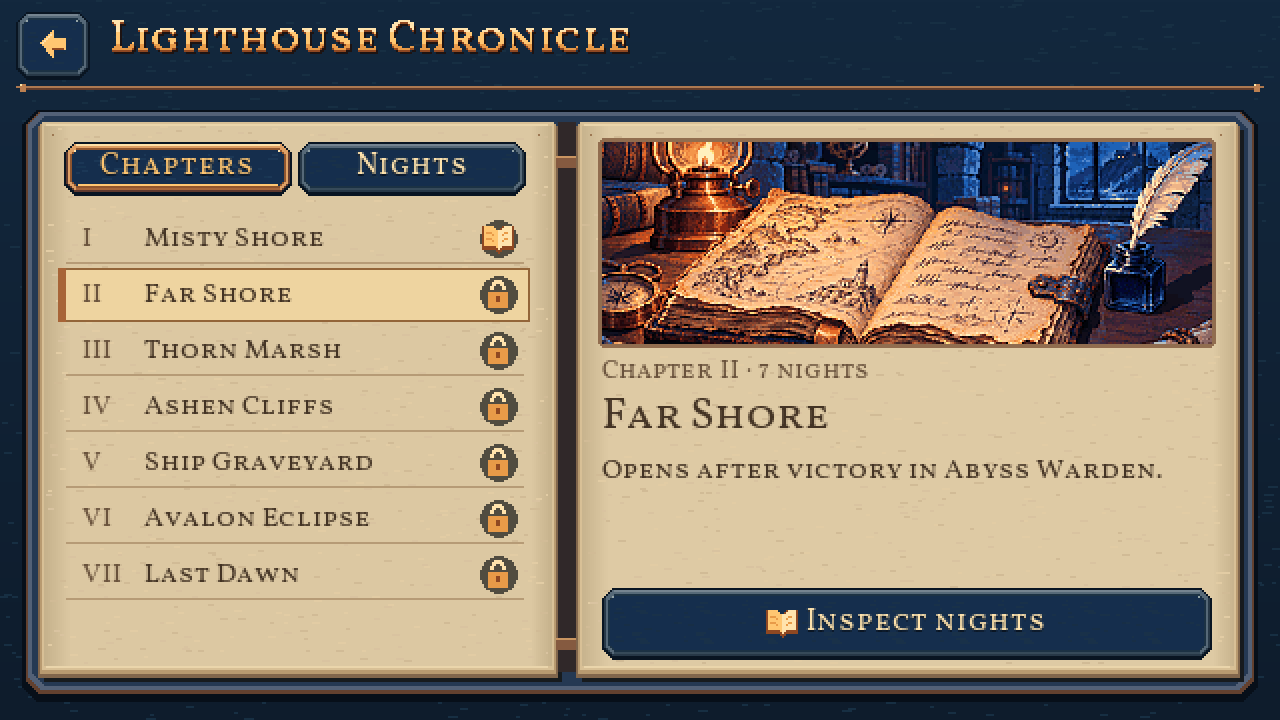 Lighthouse Chronicle
Chapters
Nights
I Misty Shore
II Far Shore
III Thorn Marsh
IV Ashen Cliffs
V Ship Graveyard
VI Avalon Eclipse
VII Last Dawn
Chapter II · 7 nights
Far Shore
Opens after victory in Abyss Warden.
Inspect nights